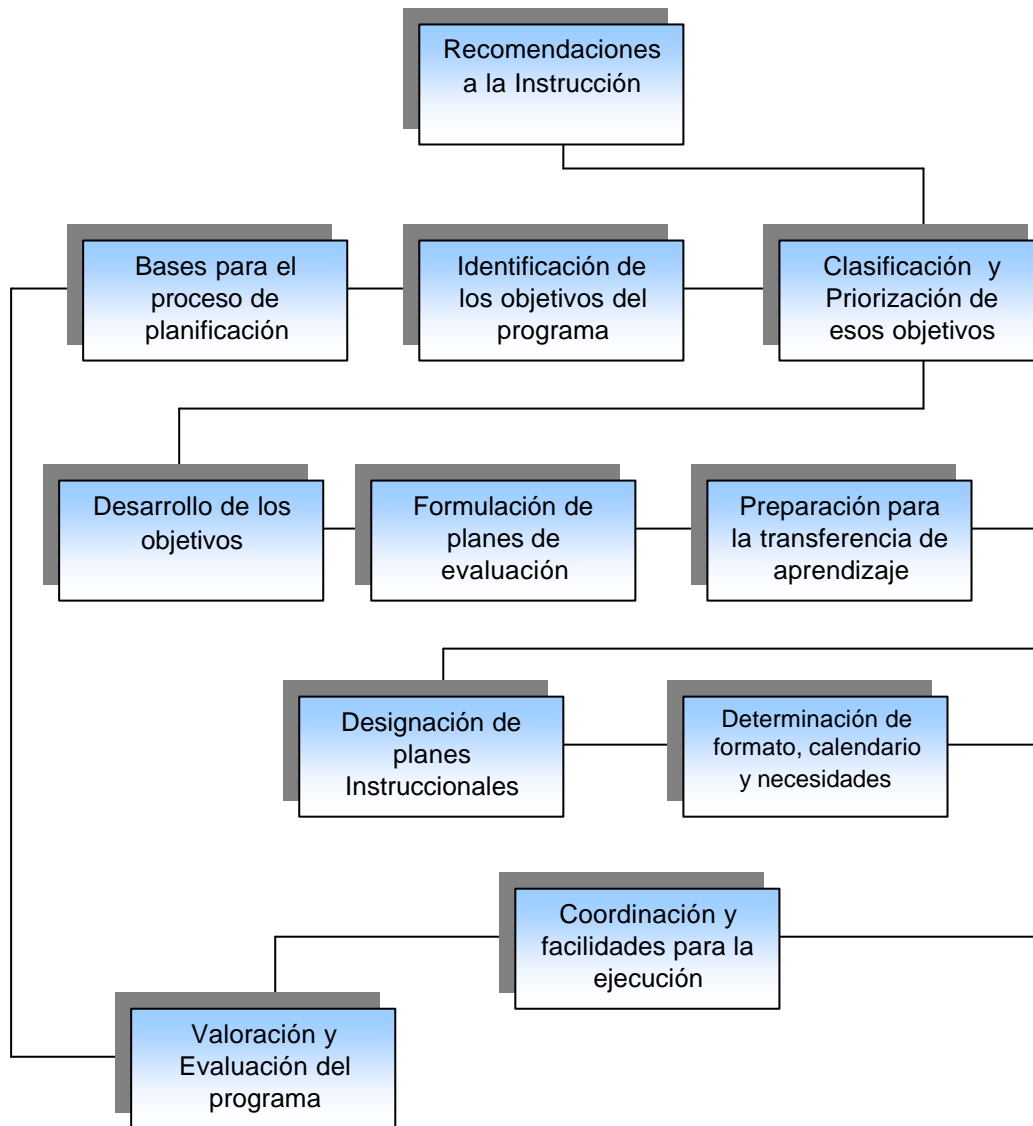 Recomendaciones
a la Instrucción
Bases para el
proceso de
planificación
Identificación de
los objetivos del
programa
Clasificación y
Priorización de
esos objetivos
Desarrollo de los
objetivos
Formulación de
planes de
evaluación
Preparación para
la transferencia de
aprendizaje
Designación de
planes
Instruccionales
Determinación de
formato, calendario
y necesidades
Coordinación y
facilidades para la
ejecución
Valoración y
Evaluación del
programa